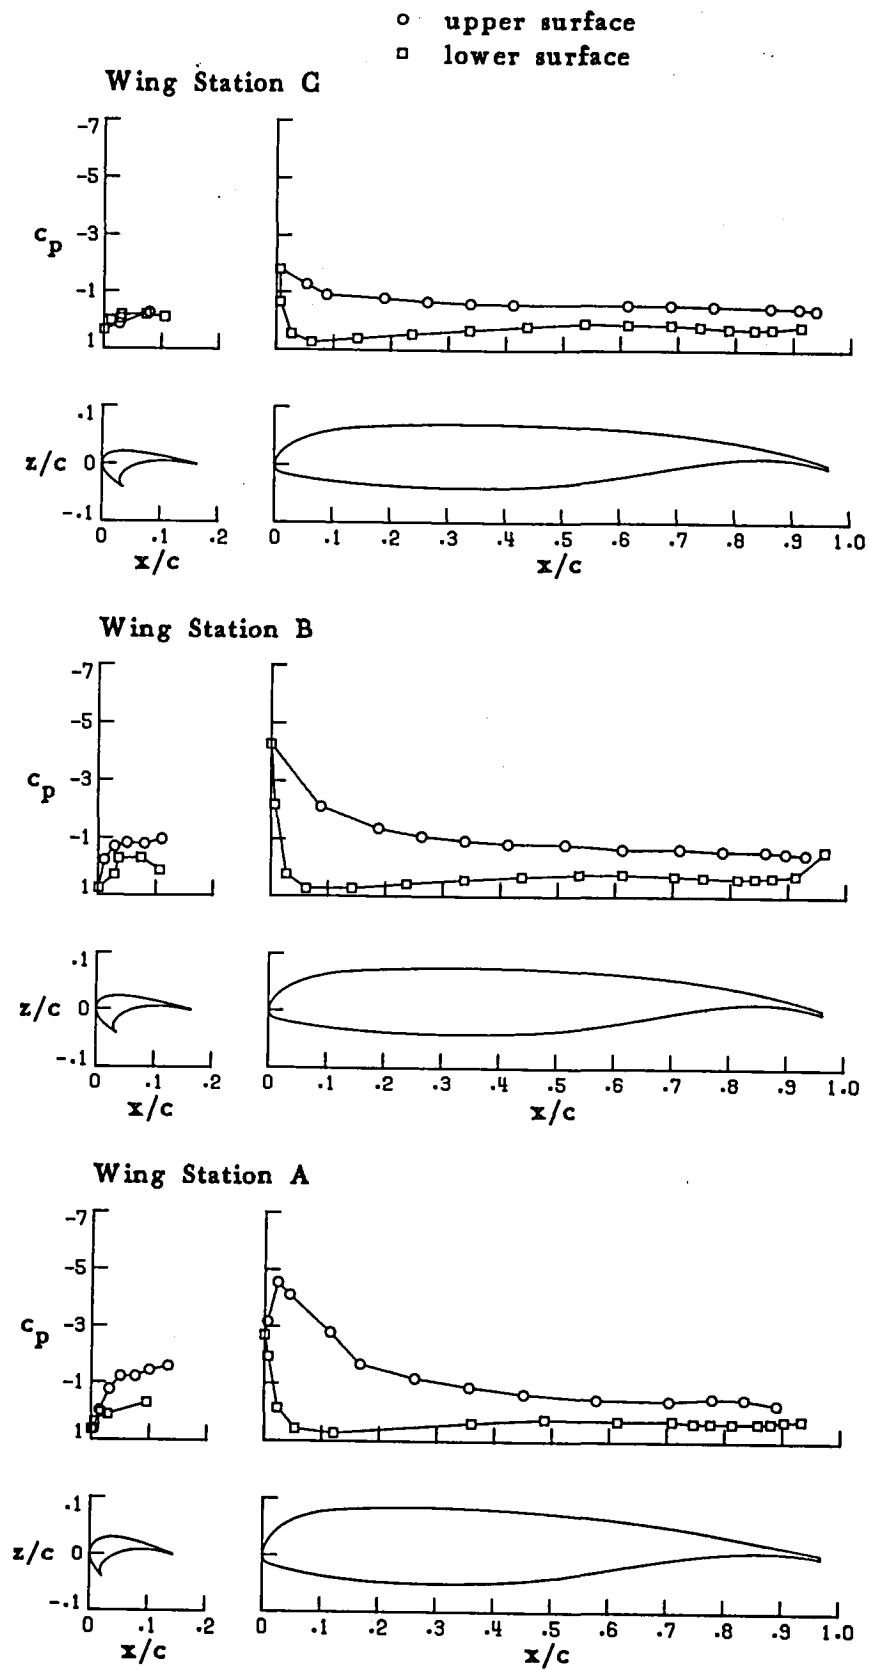 upper surface
lower surface
Wing Station C
-7
-5
-3
-1
1
cp
.1
0
-.1
z/c
0 .1 .2
x/c
0 .1 .2 .3 .4 .5 .6 .7 .8 .9 1.0
x/c
Wing Station B
-7
-5
-3
-1
1
cp
.1
0
-.1
z/c
0 .1 .2
x/c
0 .1 .2 .3 .4 .5 .6 .7 .8 .9 1.0
x/c
Wing Station A
-7
-5
-3
-1
1
cp
.1
0
-.1
z/c
0 .1 .2
x/c
0 .1 .2 .3 .4 .5 .6 .7 .8 .9 1.0
x/c